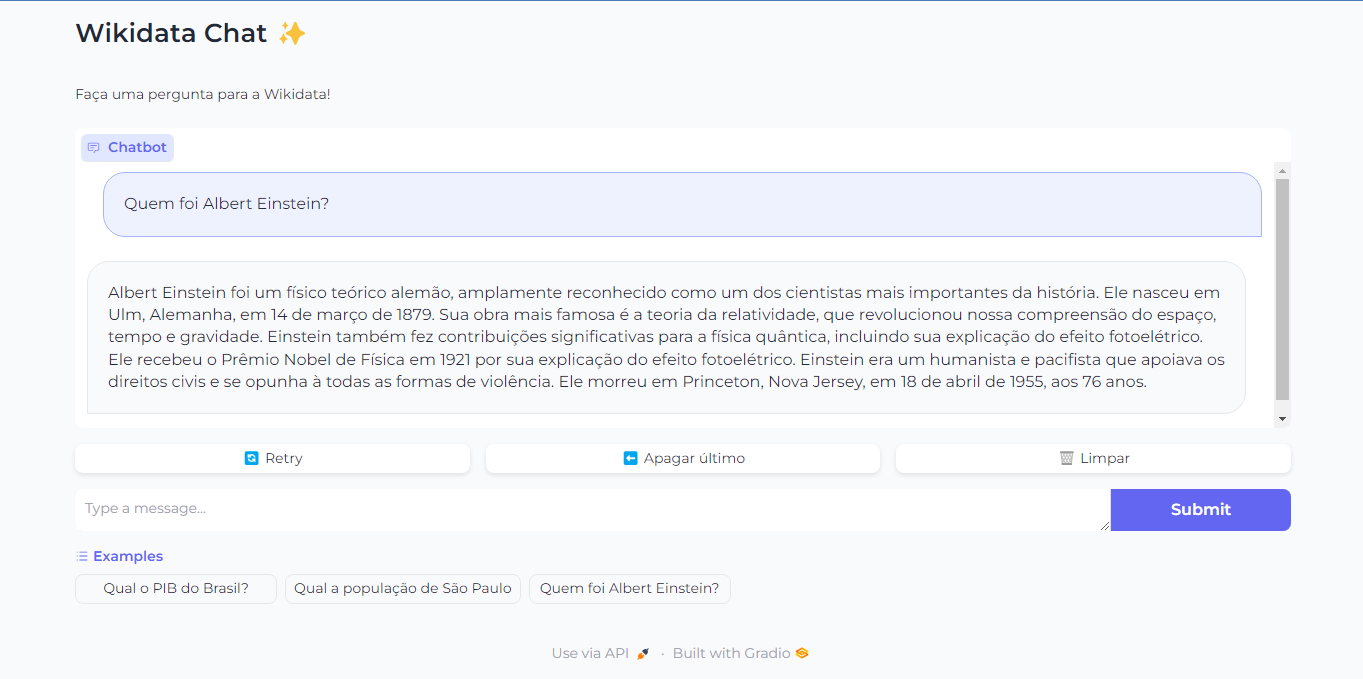 Wikidata Chat ✨
Faça uma pergunta para a Wikidata!
Chatbot
Quem foi Albert Einstein?
Albert Einstein foi um físico teórico alemão, amplamente reconhecido como um dos cientistas mais importantes da história. Ele nasceu em
Ulm, Alemanha, em 14 de março de 1879. Sua obra mais famosa é a teoria da relatividade, que revolucionou nossa compreensão do espaço,
tempo e gravidade. Einstein também fez contribuições significativas para a física quântica, incluindo sua explicação do efeito fotoelétrico.
Ele recebeu o Prêmio Nobel de Física em 1921 por sua explicação do efeito fotoelétrico. Einstein era um humanista e pacifista que apoiava os
direitos civis e se opunha à todas as formas de violência. Ele morreu em Princeton, Nova Jersey, em 18 de abril de 1955, aos 76 anos.
Retry
Apagar último
Limpar
Type a message...
Submit
Examples
Qual o PIB do Brasil?
Qual a população de São Paulo
Quem foi Albert Einstein?
Use via API 🚀 · Built with Gradio